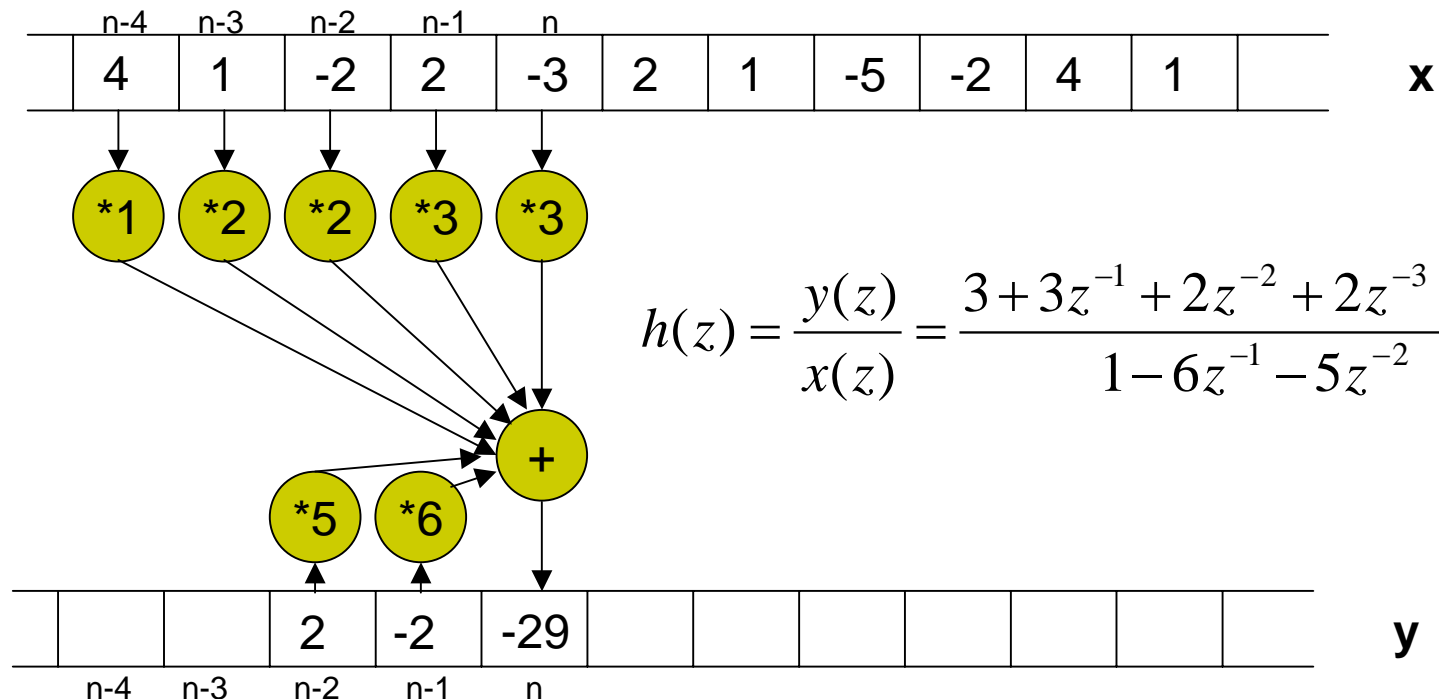 n-4 n-3 n-2 n-1 n
4 1 -2 2 -3 2 1 -5 -2 4 1 x
*1 *2 *2 *3 *3
h(z) = y(z)/x(z) = (3+3z^{-1}+2z^{-2}+2z^{-3})/(1-6z^{-1}-5z^{-2})
+
*5 *6
2 -2 -29 y
n-4 n-3 n-2 n-1 n